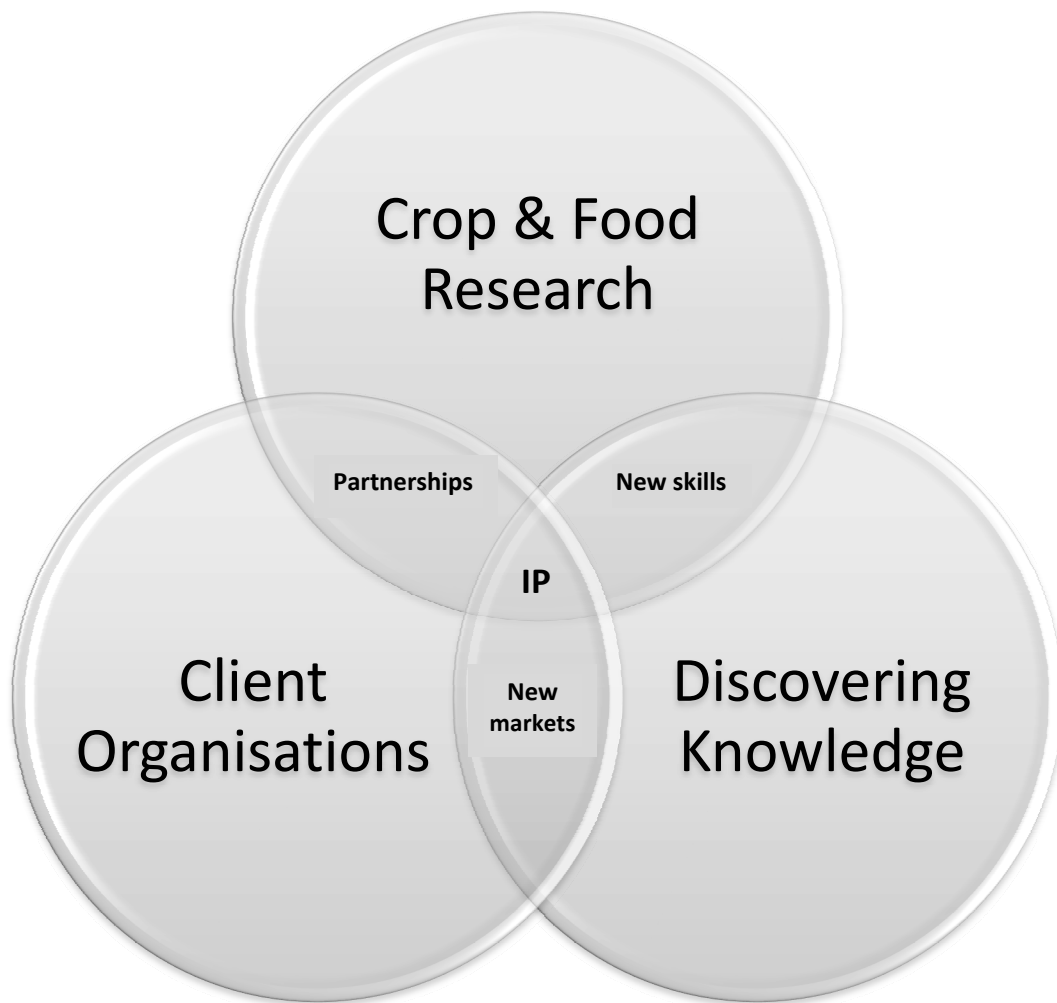 Crop & Food
Research
Partnerships
New skills
IP
Client
Organisations
New
markets
Discovering
Knowledge